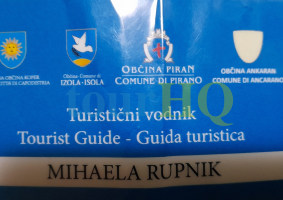 OBČINA KOPER
Občina · Comune di
IZOLA·ISOLA
OBČINA PIRAN
COMUNE DI PIRANO
OBČINA ANKARAN
COMUNE DI ANCARANO
Turistični vodnik
Tourist Guide - Guida turistica
MIHAELA RUPNIK
HQ